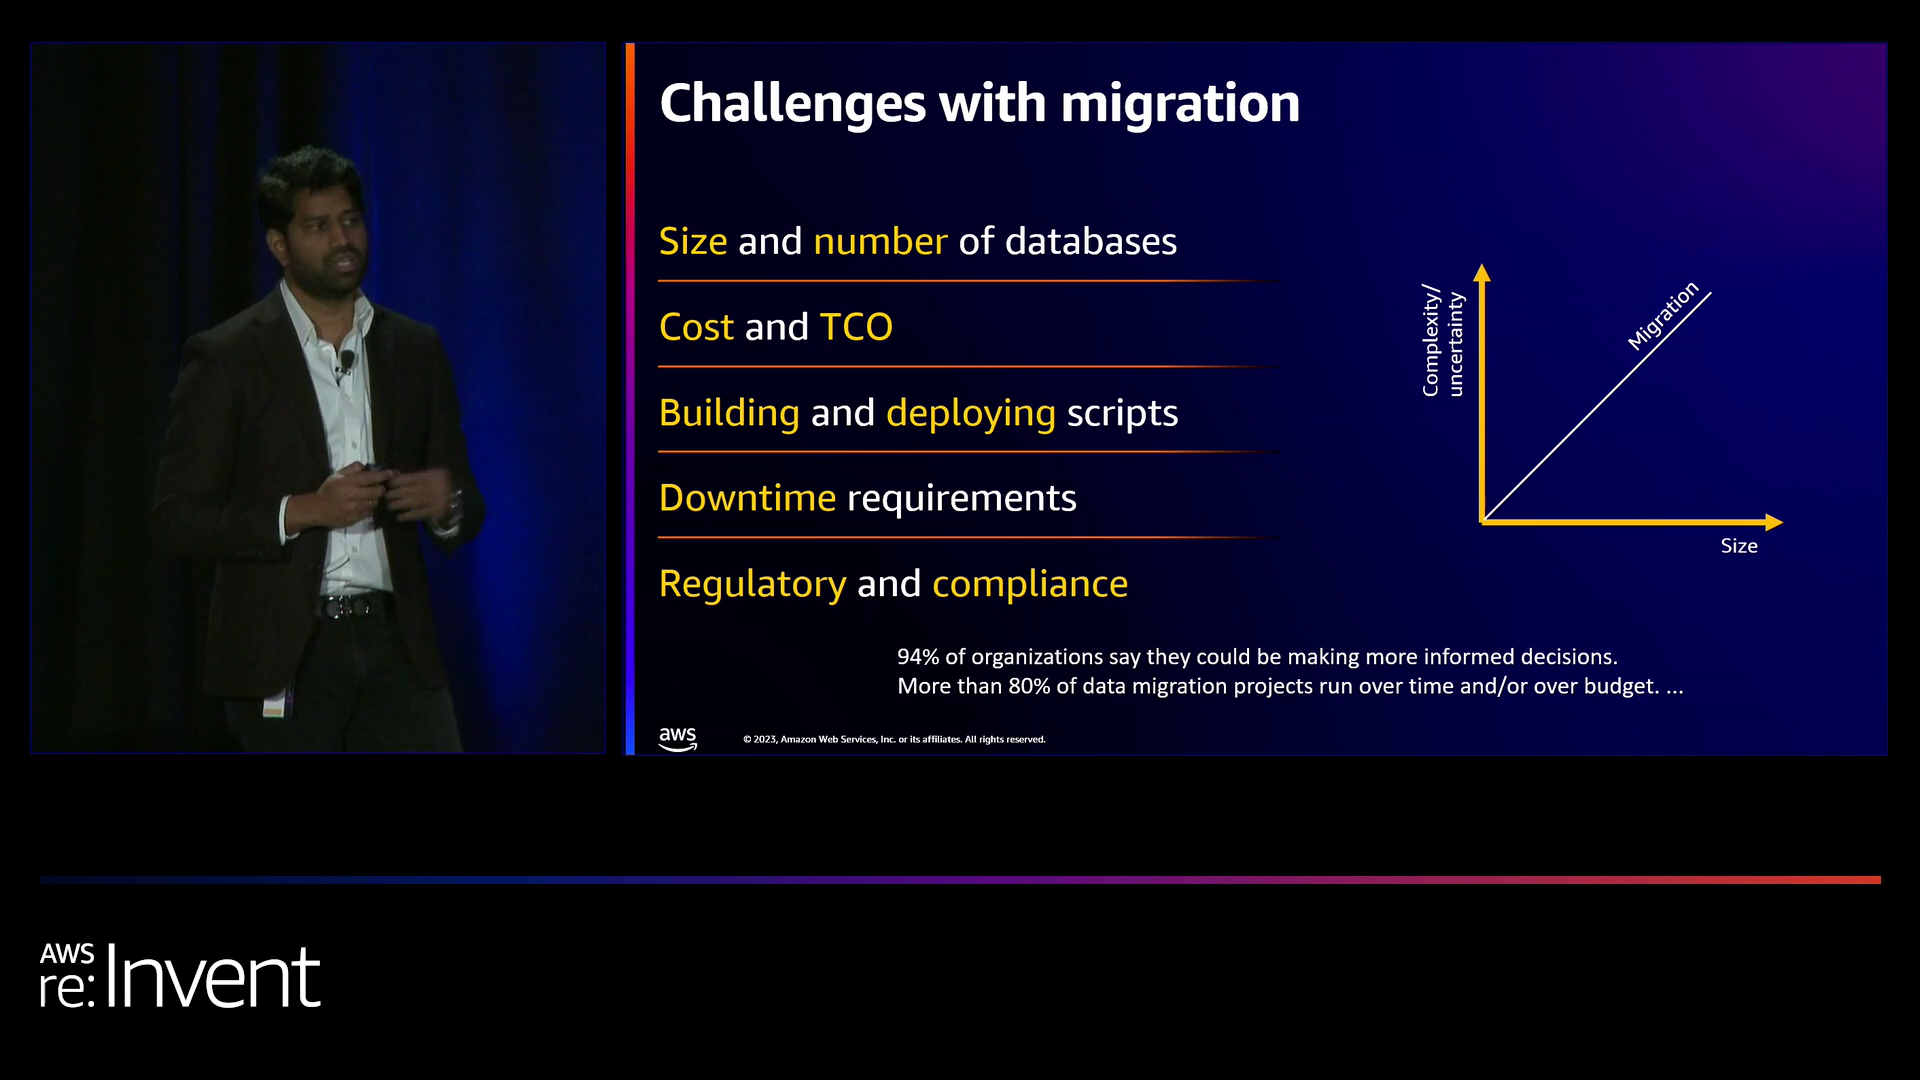 Challenges with migration
Size and number of databases
Cost and TCO
Building and deploying scripts
Downtime requirements
Regulatory and compliance
Complexity/
uncertainty
Migration
Size
94% of organizations say they could be making more informed decisions.
More than 80% of data migration projects run over time and/or over budget. ...
aws
© 2023, Amazon Web Services, Inc. or its affiliates. All rights reserved.
AWS
re:Invent